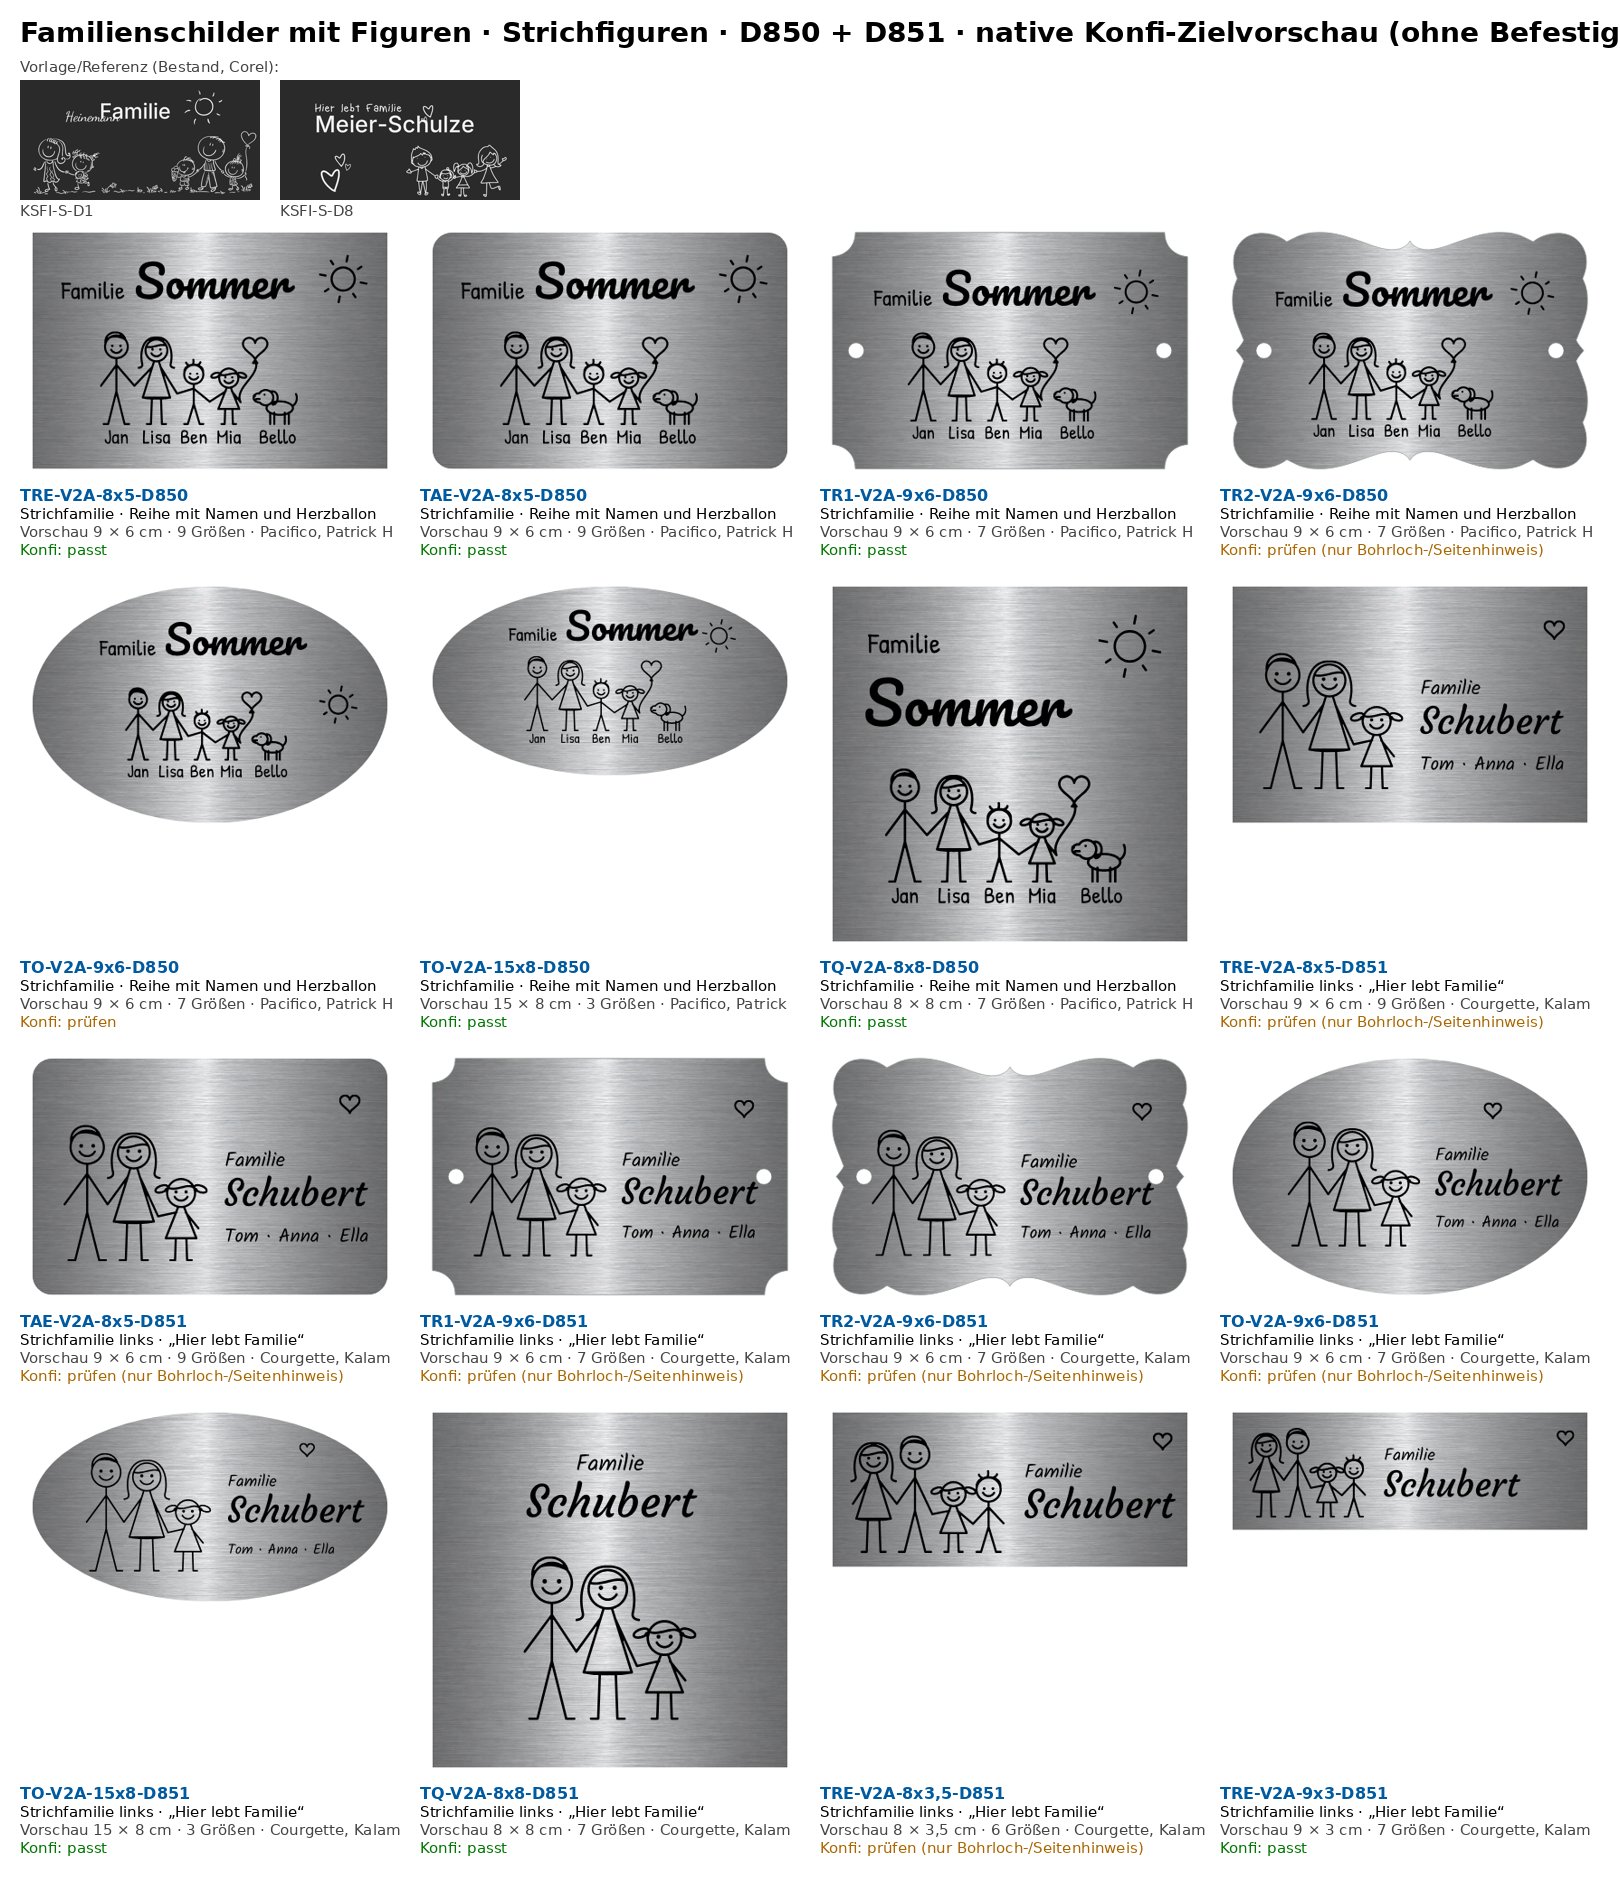 Familienschilder mit Figuren · Strichfiguren · D850 + D851 · native Konfi-Zielvorschau (ohne Befestig
Vorlage/Referenz (Bestand, Corel):
Familie
Heinemann
Hier lebt Familie
Meier-Schulze
KSFI-S-D1
KSFI-S-D8
Familie Sommer
Jan Lisa Ben Mia Bello
Familie Sommer
Jan Lisa Ben Mia Bello
Familie Sommer
Jan Lisa Ben Mia Bello
Familie Sommer
Jan Lisa Ben Mia Bello
TRE-V2A-8x5-D850
Strichfamilie · Reihe mit Namen und Herzballon
Vorschau 9 × 6 cm · 9 Größen · Pacifico, Patrick H
Konfi: passt
TAE-V2A-8x5-D850
Strichfamilie · Reihe mit Namen und Herzballon
Vorschau 9 × 6 cm · 9 Größen · Pacifico, Patrick H
Konfi: passt
TR1-V2A-9x6-D850
Strichfamilie · Reihe mit Namen und Herzballon
Vorschau 9 × 6 cm · 7 Größen · Pacifico, Patrick H
Konfi: passt
TR2-V2A-9x6-D850
Strichfamilie · Reihe mit Namen und Herzballon
Vorschau 9 × 6 cm · 7 Größen · Pacifico, Patrick H
Konfi: prüfen (nur Bohrloch-/Seitenhinweis)
Familie Sommer
Jan Lisa Ben Mia Bello
Familie Sommer
Jan Lisa Ben Mia Bello
Familie
Sommer
Jan Lisa Ben Mia Bello
Familie
Schubert
Tom · Anna · Ella
TO-V2A-9x6-D850
Strichfamilie · Reihe mit Namen und Herzballon
Vorschau 9 × 6 cm · 7 Größen · Pacifico, Patrick H
Konfi: prüfen
TO-V2A-15x8-D850
Strichfamilie · Reihe mit Namen und Herzballon
Vorschau 15 × 8 cm · 3 Größen · Pacifico, Patrick
Konfi: passt
TQ-V2A-8x8-D850
Strichfamilie · Reihe mit Namen und Herzballon
Vorschau 8 × 8 cm · 7 Größen · Pacifico, Patrick H
Konfi: passt
TRE-V2A-8x5-D851
Strichfamilie links · „Hier lebt Familie“
Vorschau 9 × 6 cm · 9 Größen · Courgette, Kalam
Konfi: prüfen (nur Bohrloch-/Seitenhinweis)
Familie
Schubert
Tom · Anna · Ella
Familie
Schubert
Tom · Anna · Ella
Familie
Schubert
Tom · Anna · Ella
Familie
Schubert
Tom · Anna · Ella
TAE-V2A-8x5-D851
Strichfamilie links · „Hier lebt Familie“
Vorschau 9 × 6 cm · 9 Größen · Courgette, Kalam
Konfi: prüfen (nur Bohrloch-/Seitenhinweis)
TR1-V2A-9x6-D851
Strichfamilie links · „Hier lebt Familie“
Vorschau 9 × 6 cm · 7 Größen · Courgette, Kalam
Konfi: prüfen (nur Bohrloch-/Seitenhinweis)
TR2-V2A-9x6-D851
Strichfamilie links · „Hier lebt Familie“
Vorschau 9 × 6 cm · 7 Größen · Courgette, Kalam
Konfi: prüfen (nur Bohrloch-/Seitenhinweis)
TO-V2A-9x6-D851
Strichfamilie links · „Hier lebt Familie“
Vorschau 9 × 6 cm · 7 Größen · Courgette, Kalam
Konfi: prüfen (nur Bohrloch-/Seitenhinweis)
Familie
Schubert
Tom · Anna · Ella
Familie
Schubert
Familie
Schubert
Familie
Schubert
TO-V2A-15x8-D851
Strichfamilie links · „Hier lebt Familie“
Vorschau 15 × 8 cm · 3 Größen · Courgette, Kalam
Konfi: passt
TQ-V2A-8x8-D851
Strichfamilie links · „Hier lebt Familie“
Vorschau 8 × 8 cm · 7 Größen · Courgette, Kalam
Konfi: passt
TRE-V2A-8x3,5-D851
Strichfamilie links · „Hier lebt Familie“
Vorschau 8 × 3,5 cm · 6 Größen · Courgette, Kalam
Konfi: prüfen (nur Bohrloch-/Seitenhinweis)
TRE-V2A-9x3-D851
Strichfamilie links · „Hier lebt Familie“
Vorschau 9 × 3 cm · 7 Größen · Courgette, Kalam
Konfi: passt